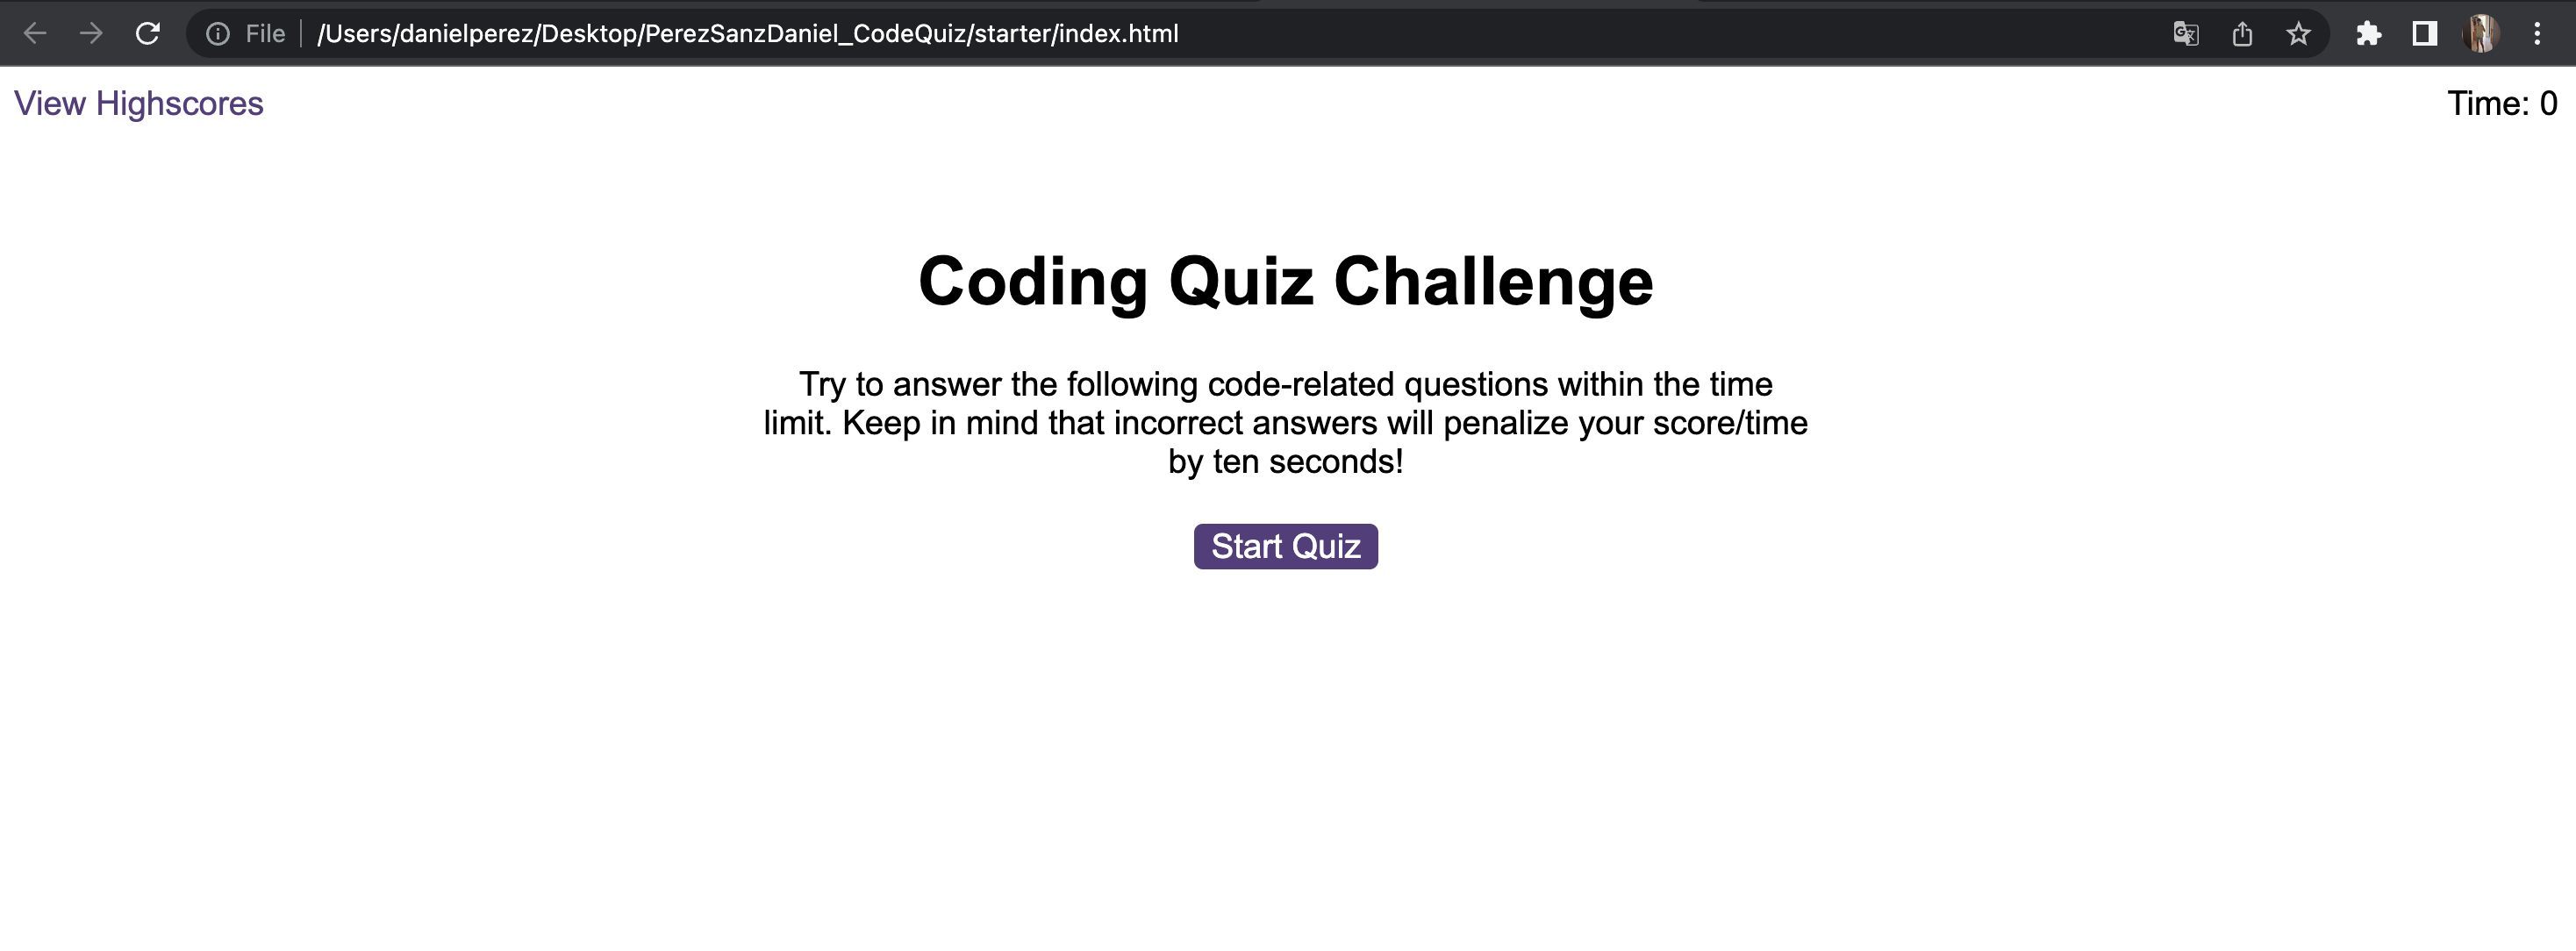 File /Users/danielperez/Desktop/PerezSanzDaniel_CodeQuiz/starter/index.html
View Highscores
Time: 0
Coding Quiz Challenge
Try to answer the following code-related questions within the time
limit. Keep in mind that incorrect answers will penalize your score/time
by ten seconds!
Start Quiz